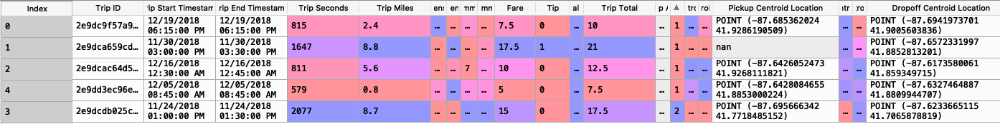 Index Trip ID rip Start Timestam rip End Timestamp Trip Seconds Trip Miles ens en mm mm Fare Tip al Trip Total p A ▲ tro roi Pickup Centroid Location tr :ro Dropoff Centroid Location
12/19/2018 12/19/2018 POINT (-87.685362024 POINT (-87.6941973701
0 2e9dc9f57a9… 06:15:00 PM 06:15:00 PM 815 2.4 … … … … 7.5 0 … 10 … 1 … … 41.9286190509) … … 41.9005603836)
11/30/2018 11/30/2018 POINT (-87.6572331997
1 2e9dca659cd… 03:00:00 PM 03:30:00 PM 1647 8.8 … … … … 17.5 1 … 21 … 1 … … nan … … 41.8852813201)
12/16/2018 12/16/2018 POINT (-87.6426052473 POINT (-87.6173580061
2 2e9dcac64d5… 12:30:00 AM 12:45:00 AM 811 5.6 … … 7 … 10 0 … 12.5 … 1 … … 41.9268111821) … … 41.859349715)
12/05/2018 12/05/2018 POINT (-87.6428084655 POINT (-87.6327464887
4 2e9dd3ec96e… 08:45:00 AM 08:45:00 AM 579 0.8 … … … … 5 0 … 7.5 … 1 … … 41.8853000224) … … 41.8809944707)
11/24/2018 11/24/2018 POINT (-87.695666342 POINT (-87.6233665115
3 2e9dcdb025c… 01:00:00 PM 01:30:00 PM 2077 8.7 … … … … 15 0 … 17.5 … 2 … … 41.7718485152) … … 41.7065878819)